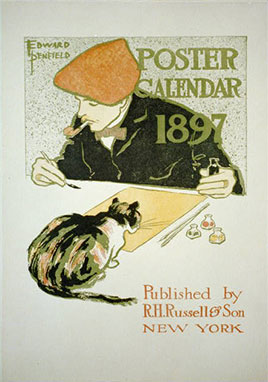 EDWARD
PENFIELD
POSTER
CALENDAR
1897
Published by
R.H. Russell & Son
NEW YORK